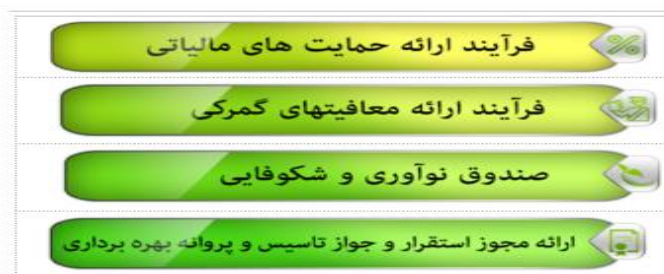 فرآیند ارائه حمایت های مالیاتی
فرآیند ارائه معافیتهای گمرکی
صندوق نوآوری و شکوفایی
ارائه مجوز استقرار و جواز تاسیس و پروانه بهره برداری